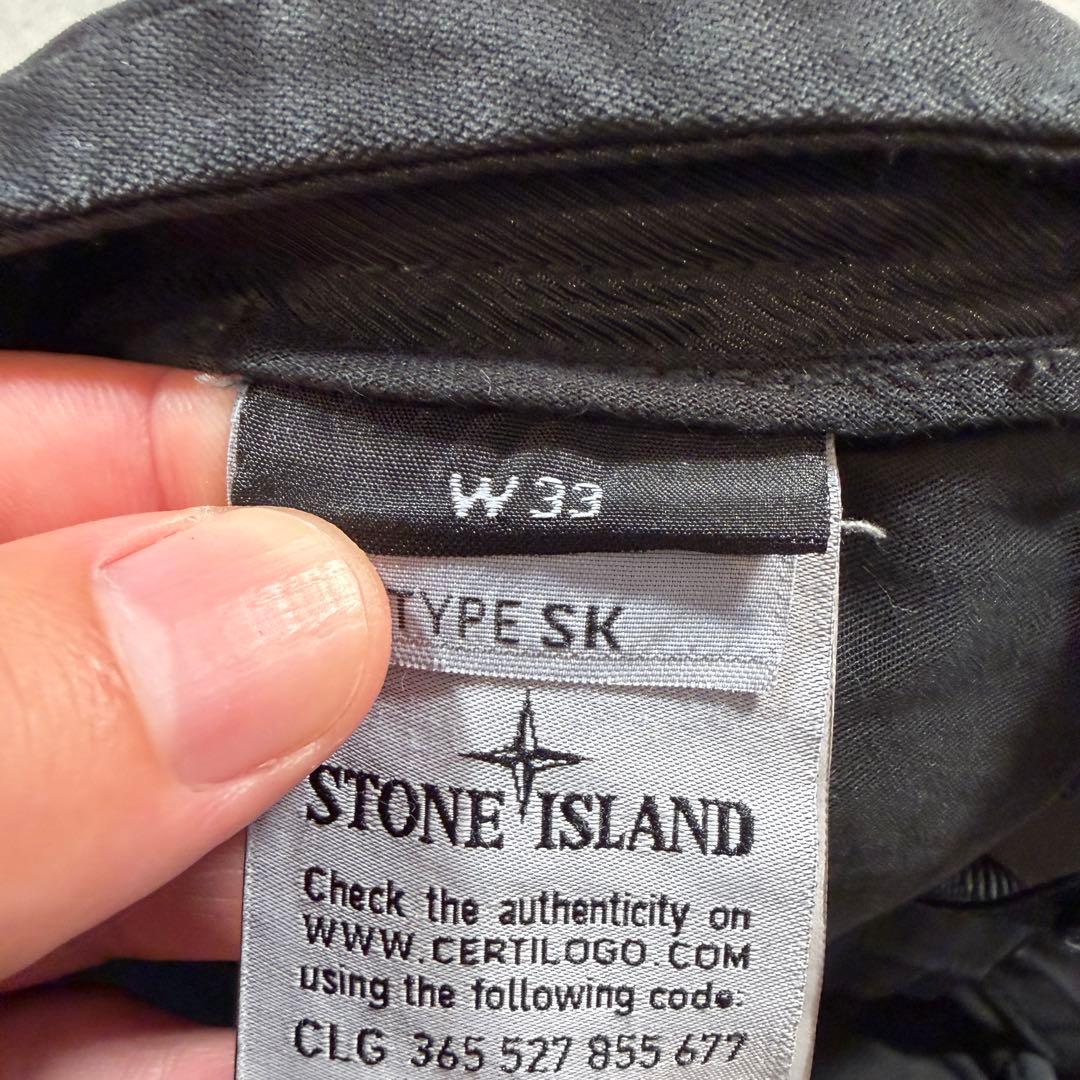 W 33
TYPE SK
STONE ISLAND
Check the authenticity on
WWW.CERTILOGO.COM
using the following code:
CLG 365 527 855 677